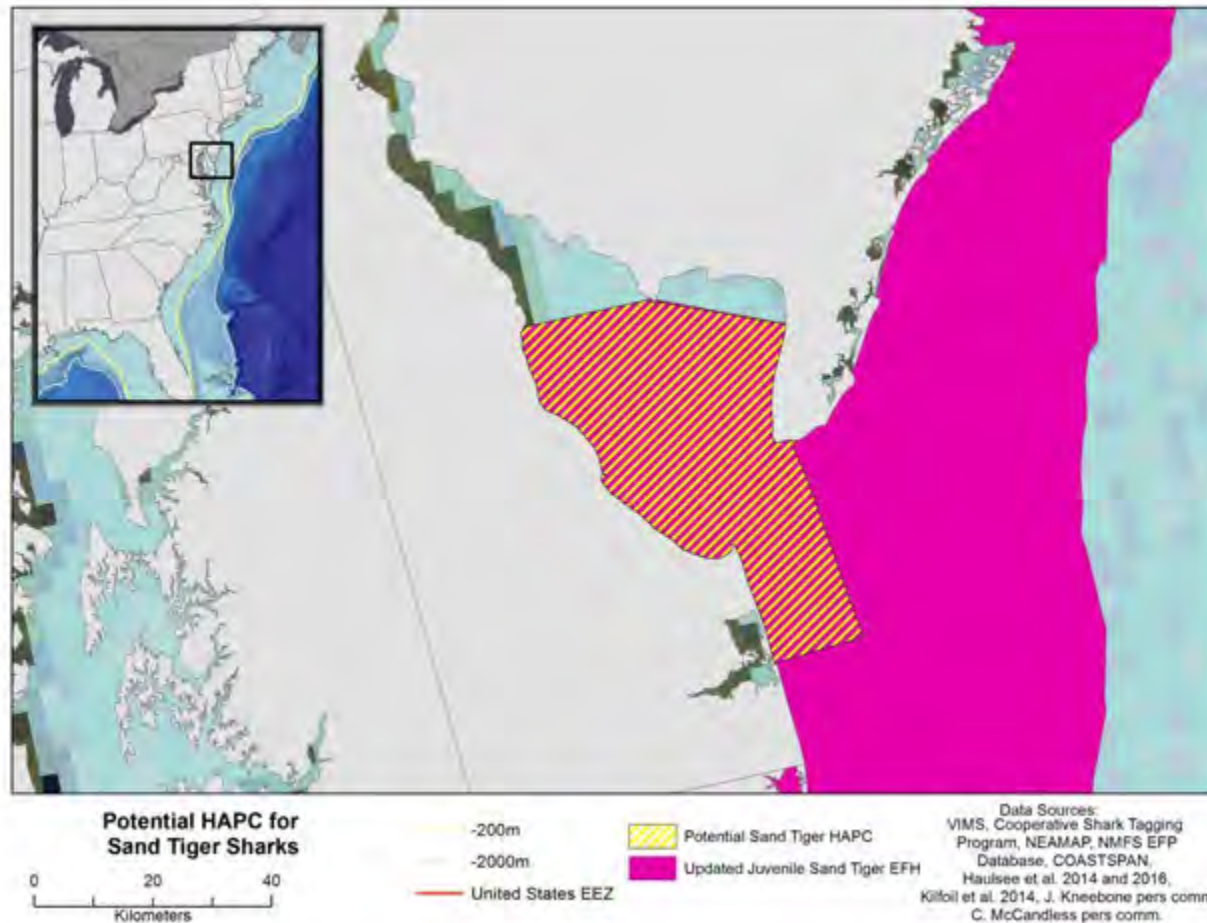 Potential HAPC for
Sand Tiger Sharks
0 20 40
Kilometers
-200m
-2000m
United States EEZ
Potential Sand Tiger HAPC
Updated Juvenile Sand Tiger EFH
Data Sources:
VIMS, Cooperative Shark Tagging
Program, NEAMAP, NMFS EFP
Database, COASTSPAN,
Haulsee et al. 2014 and 2016,
Kilfoil et al. 2014, J. Kneebone pers comm
C. McCandless pers comm.